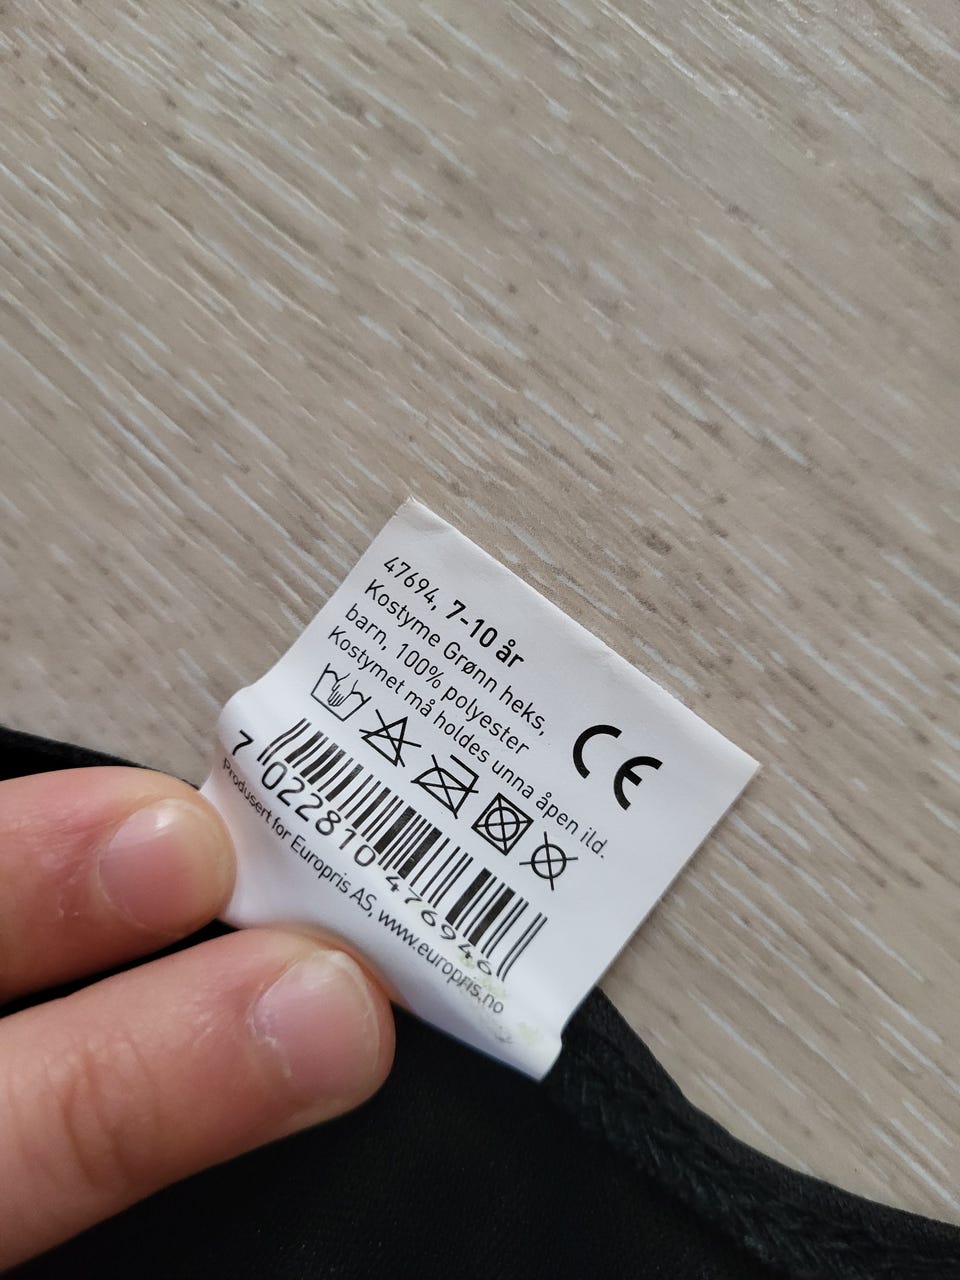 47694, 7-10 år
Kostyme Grønn heks,
barn, 100% polyester
Kostymet må holdes unna åpen ild.
CE
7 022810 476946
Produsert for Europris AS, www.europris.no